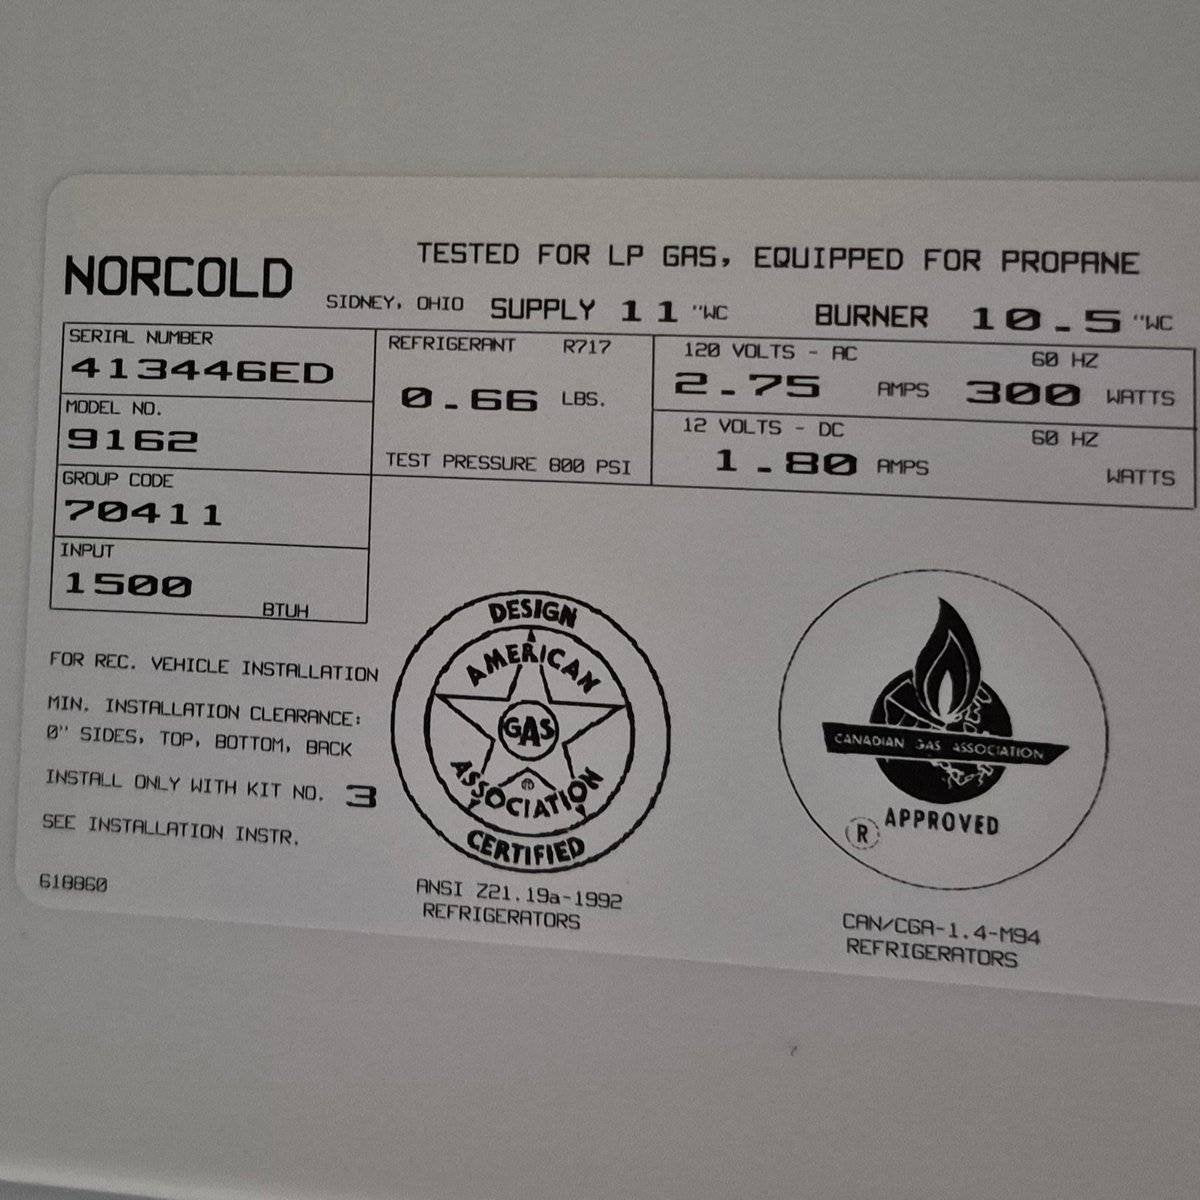 NORCOLD
TESTED FOR LP GAS, EQUIPPED FOR PROPANE
SIDNEY, OHIO SUPPLY 11 "WC BURNER 10.5 "WC
SERIAL NUMBER
413446ED
MODEL NO.
9162
GROUP CODE
70411
INPUT
1500
BTUH
REFRIGERANT R717
0.66 LBS.
TEST PRESSURE 800 PSI
120 VOLTS - AC 60 HZ
2.75 AMPS 300 WATTS
12 VOLTS - DC 60 HZ
1.80 AMPS WATTS
FOR REC. VEHICLE INSTALLATION
MIN. INSTALLATION CLEARANCE:
0" SIDES, TOP, BOTTOM, BACK
INSTALL ONLY WITH KIT NO. 3
SEE INSTALLATION INSTR.
618860
DESIGN
AMERICAN
GAS
ASSOCIATION
CERTIFIED
ANSI Z21.19a-1992
REFRIGERATORS
CANADIAN GAS ASSOCIATION
APPROVED
®
CAN/CGA-1.4-M94
REFRIGERATORS